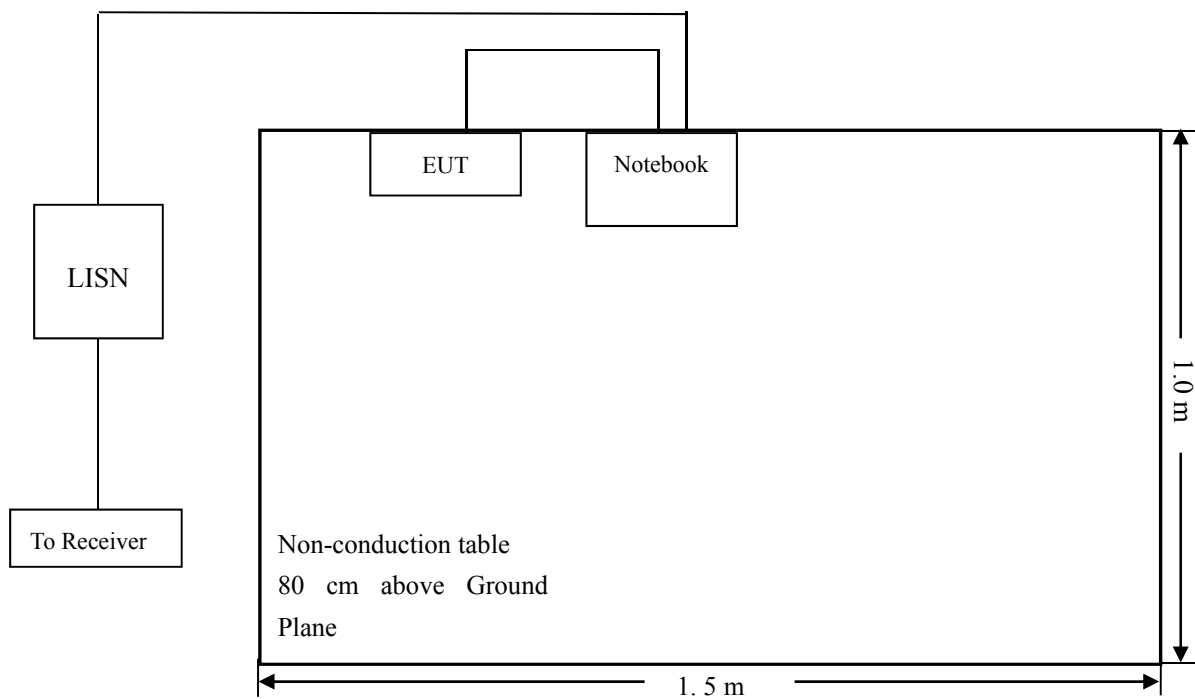 EUT
Notebook
LISN
1.0 m
To Receiver
Non-conduction table
80 cm above Ground
Plane
1. 5 m